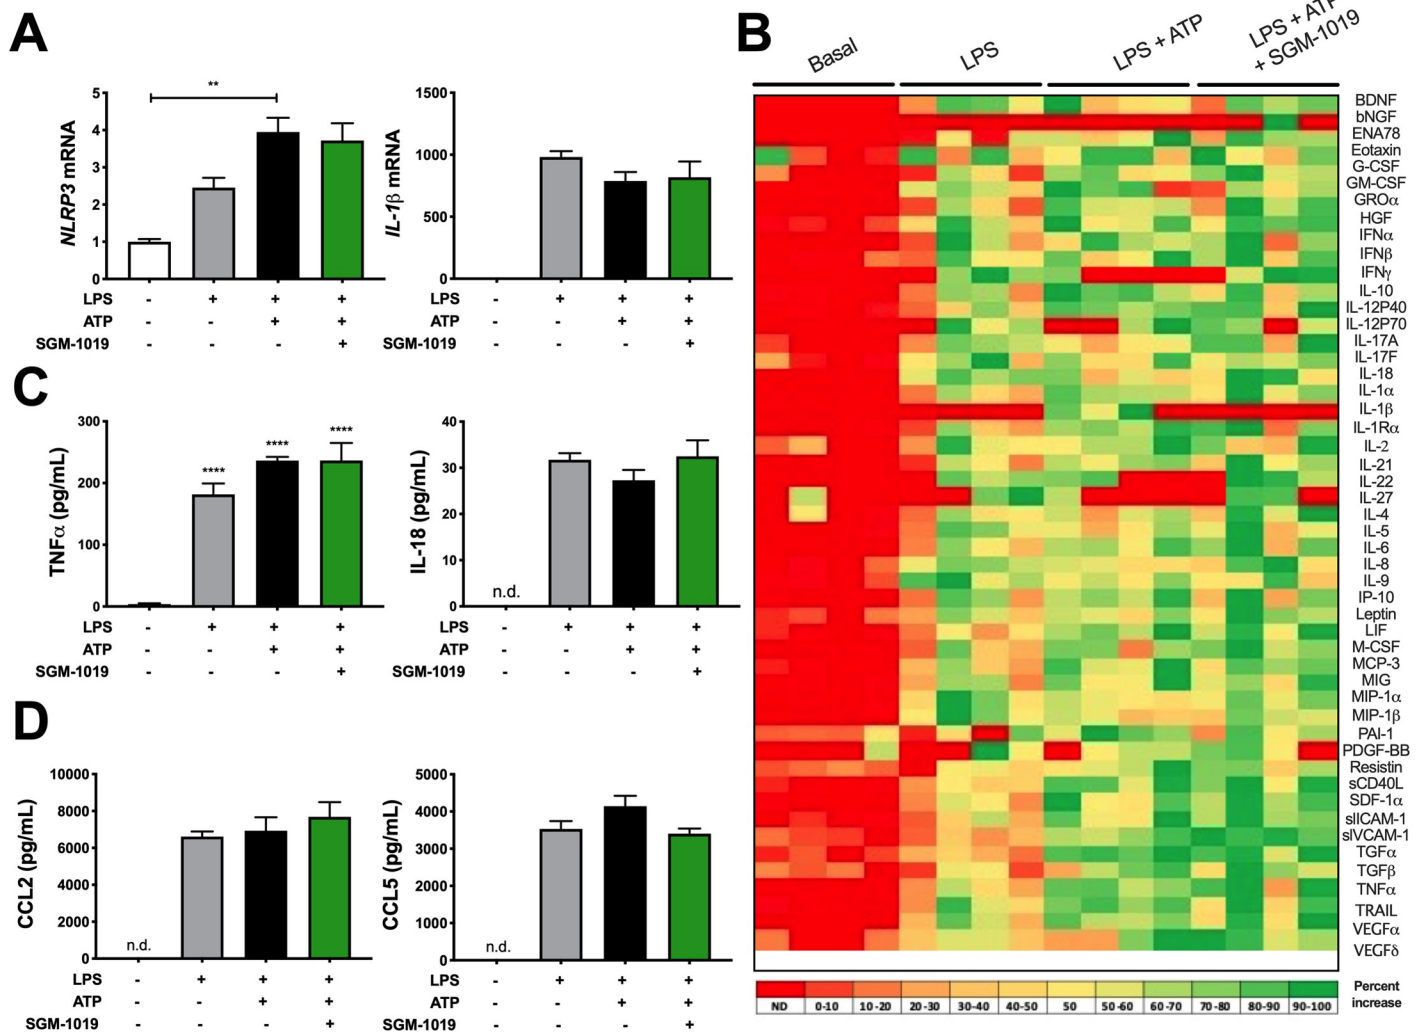 A
NLRP3 mRNA
5
4
3
2
1
0
**
LPS - + + +
ATP - - + +
SGM-1019 - - - +
IL-1β mRNA
1500
1000
500
0
LPS - + + +
ATP - - + +
SGM-1019 - - - +
C
TNFα (pg/mL)
300
200
100
0
****
****
****
LPS - + + +
ATP - - + +
SGM-1019 - - - +
IL-18 (pg/mL)
40
30
20
10
0
n.d.
LPS - + + +
ATP - - + +
SGM-1019 - - - +
D
CCL2 (pg/mL)
10000
8000
6000
4000
2000
0
n.d.
LPS - + + +
ATP - - + +
SGM-1019 - - - +
CCL5 (pg/mL)
5000
4000
3000
2000
1000
0
n.d.
LPS - + + +
ATP - - + +
SGM-1019 - - - +
B
Basal
LPS
LPS + ATP
LPS + ATP
+ SGM-1019
BDNF
bNGF
ENA78
Eotaxin
G-CSF
GM-CSF
GROα
HGF
IFNα
IFNβ
IFNγ
IL-10
IL-12P40
IL-12P70
IL-17A
IL-17F
IL-18
IL-1α
IL-1β
IL-1Rα
IL-2
IL-21
IL-22
IL-27
IL-4
IL-5
IL-6
IL-8
IL-9
IP-10
Leptin
LIF
M-CSF
MCP-3
MIG
MIP-1α
MIP-1β
PAI-1
PDGF-BB
Resistin
sCD40L
SDF-1α
slICAM-1
slVCAM-1
TGFα
TGFβ
TNFα
TRAIL
VEGFα
VEGFδ
ND 0-10 10-20 20-30 30-40 40-50 50 50-60 60-70 70-80 80-90 90-100
Percent
increase